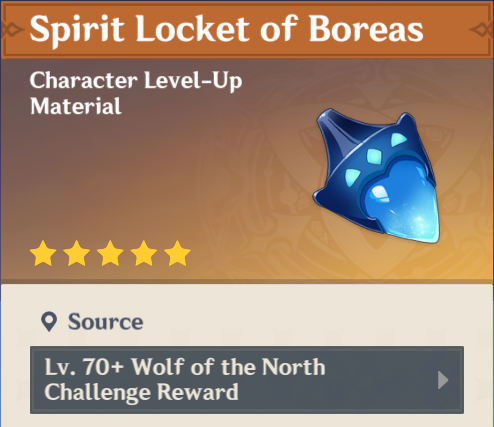 Spirit Locket of Boreas
Character Level-Up
Material
Source
Lv. 70+ Wolf of the North
Challenge Reward